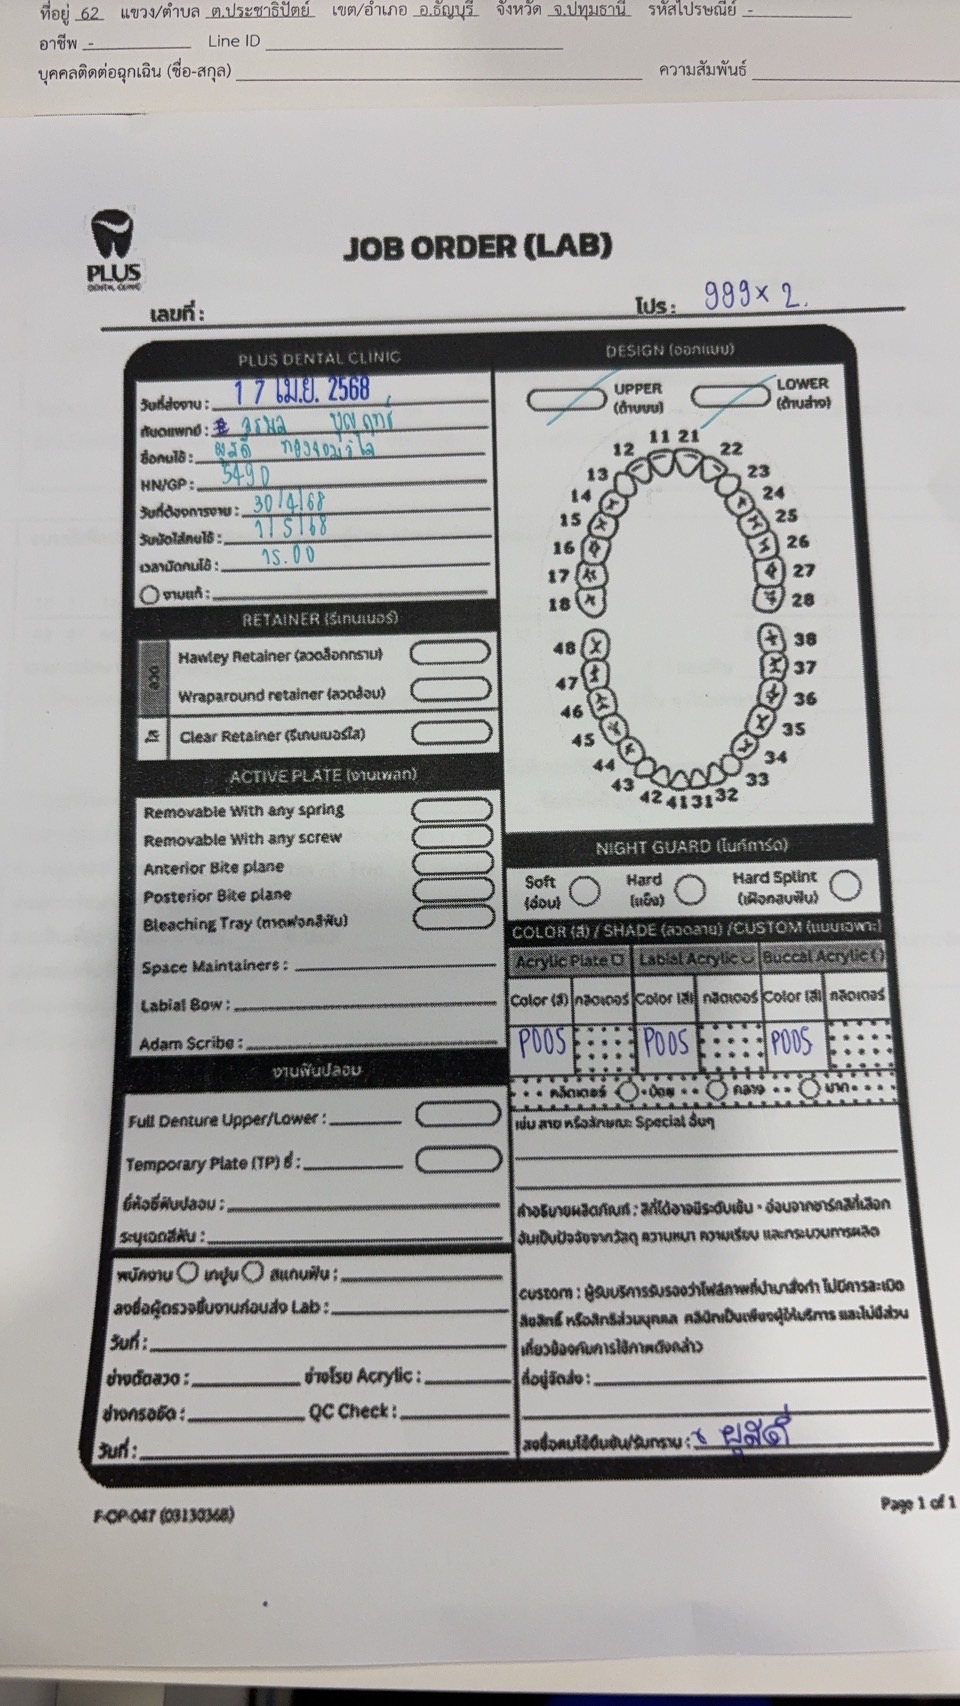 ที่อยู่ 62 แขวง/ตำบล ต.ประชาธิปัตย์ เขต/อำเภอ อ.ธัญบุรี จังหวัด จ.ปทุมธานี รหัสไปรษณีย์ -
อาชีพ - Line ID
บุคคลติดต่อฉุกเฉิน (ชื่อ-สกุล) ความสัมพันธ์
PLUS
DENTAL CLINIC
JOB ORDER (LAB)
เลขที่ : โปร : 999 x 2.
PLUS DENTAL CLINIC
วันที่ส่งงาน : 17 เม.ย. 2568
ทันตแพทย์ :
ชื่อคนไข้ : ผุสดี
HN/GP : 5490
วันที่ต้องการงาน : 30/4/68
วันนัดใส่คนไข้ : 1/5/68
เวลานัดคนไข้ : 15.00
งานแก้ :
RETAINER (รีเทนเนอร์)
ลวด
Hawley Retainer (ลวดล็อกกราม)
Wraparound retainer (ลวดล้อม)
ใส
Clear Retainer (รีเทนเนอร์ใส)
ACTIVE PLATE (งานเพลท)
Removable With any spring
Removable With any screw
Anterior Bite plane
Posterior Bite plane
Bleaching Tray (ถาดฟอกสีฟัน)
Space Maintainers :
Labial Bow :
Adam Scribe :
งานฟันปลอม
Full Denture Upper/Lower :
Temporary Plate (TP) ซี่ :
ยี่ห้อซี่ฟันปลอม :
ระบุเฉดสีฟัน :
พนักงาน เทปูน สแกนฟัน :
ลงชื่อผู้ตรวจชิ้นงานก่อนส่ง Lab :
วันที่ :
ช่างดัดลวด : ช่างโรย Acrylic :
ช่างกรอขัด : QC Check :
วันที่ :
DESIGN (ออกแบบ)
UPPER
(ด้านบน)
LOWER
(ด้านล่าง)
11 21
12 22
13 23
14 24
15 25
16 26
17 27
18 28
48 38
47 37
46 36
45 35
44 34
43 33
42 41 31 32
NIGHT GUARD (ไนท์การ์ด)
Soft
(อ่อน)
Hard
(แข็ง)
Hard Splint
(เฝือกสบฟัน)
COLOR (สี) / SHADE (ลวดลาย) /CUSTOM (แบบเฉพาะ)
Acrylic Plate Labial Acrylic Buccal Acrylic
Color (สี) กลิตเตอร์ Color (สี) กลิตเตอร์ Color (สี) กลิตเตอร์
P005 P005 P005
กลิตเตอร์ น้อย กลาง มาก
เช่น ลาย หรือลักษณะ Special อื่นๆ
คำอธิบายผลิตภัณฑ์ : สีที่ได้อาจมีระดับเข้ม - อ่อนจากชาร์ทสีที่เลือก
อันเป็นปัจจัยจากวัสดุ ความหนา ความเรียบ และกระบวนการผลิต
custom : ผู้รับบริการรับรองว่าไฟล์ภาพที่นำมาสั่งทำ ไม่มีการละเมิด
ลิขสิทธิ์ หรือสิทธิส่วนบุคคล คลินิกเป็นเพียงผู้ให้บริการ และไม่มีส่วน
เกี่ยวข้องกับการใช้ภาพดังกล่าว
ที่อยู่จัดส่ง :
ลงชื่อคนไข้ยืนยัน/รับทราบ : x ผุสดี
F-OP-047 (03130368)
Page 1 of 1